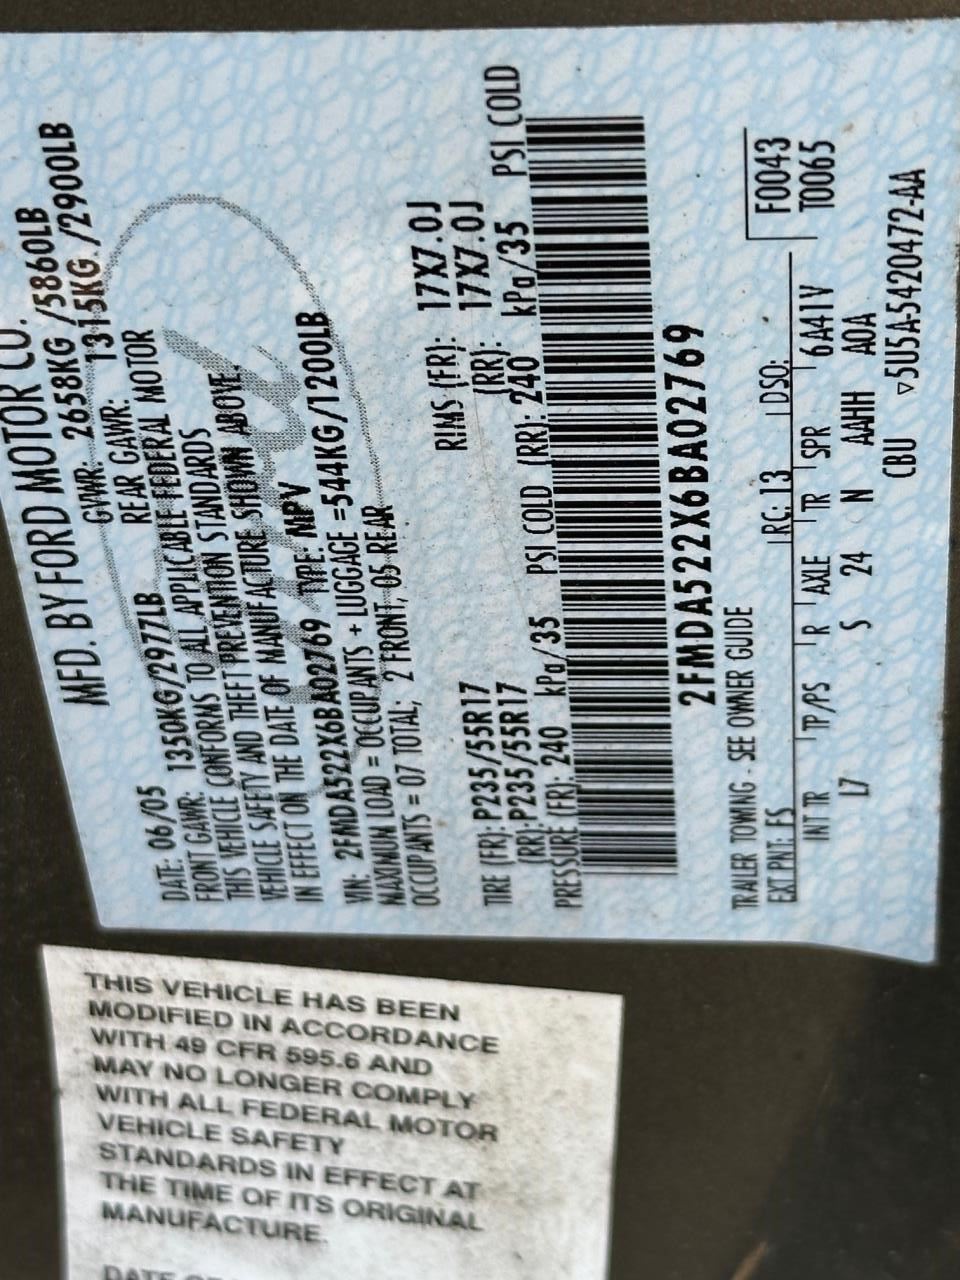 MFD. BY FORD MOTOR CO.
DATE: 06/05 GVWR: 2658KG /5860LB
FRONT GAWR: 1350KG/2977LB REAR GAWR: 1315KG /2900LB
THIS VEHICLE CONFORMS TO ALL APPLICABLE FEDERAL MOTOR
VEHICLE SAFETY AND THEFT PREVENTION STANDARDS
IN EFFECT ON THE DATE OF MANUFACTURE SHOWN ABOVE.
VIN: 2FMDA522X6BA02769 TYPE: MPV
MAXIMUM LOAD = OCCUPANTS + LUGGAGE =544KG/1200LB
OCCUPANTS = 07 TOTAL; 2 FRONT, 05 REAR
TIRE (FR): P235/55R17 RIMS (FR): 17X7.0J
(RR): P235/55R17 (RR): 17X7.0J
PRESSURE (FR): 240 kPa/35 PSI COLD (RR): 240 kPa/35 PSI COLD
2FMDA522X6BA02769
TRAILER TOWING - SEE OWNER GUIDE F0043
EXT PNT: FS RC: 13 DSO: T0065
INT TR TP/PS R AXLE TR SPR 6A41V
L7 S 24 N AAHH A0A
CBU ▿5U5A-5420472-AA
THIS VEHICLE HAS BEEN
MODIFIED IN ACCORDANCE
WITH 49 CFR 595.6 AND
MAY NO LONGER COMPLY
WITH ALL FEDERAL MOTOR
VEHICLE SAFETY
STANDARDS IN EFFECT AT
THE TIME OF ITS ORIGINAL
MANUFACTURE.
DATE